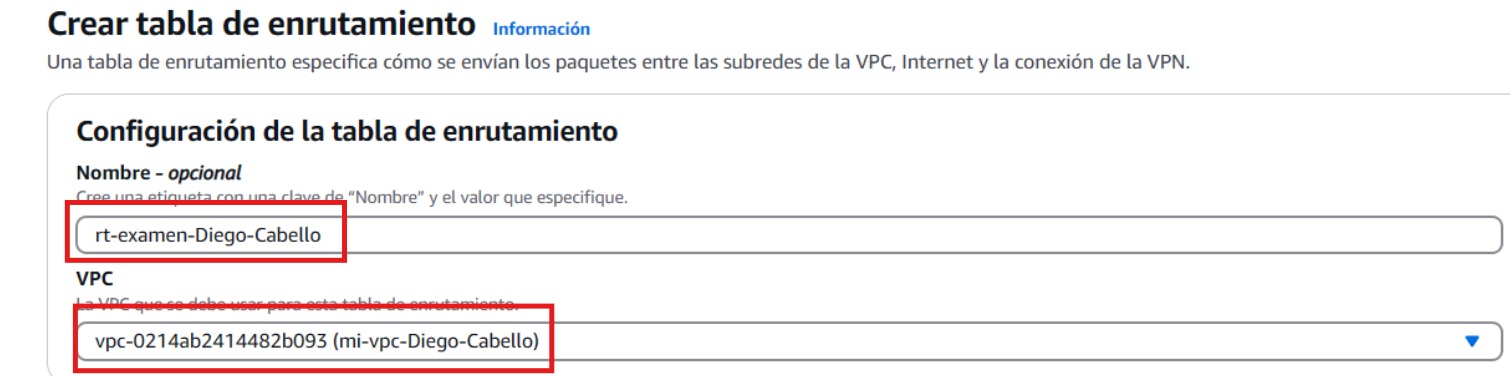 Crear tabla de enrutamiento Información
Una tabla de enrutamiento especifica cómo se envían los paquetes entre las subredes de la VPC, Internet y la conexión de la VPN.
Configuración de la tabla de enrutamiento
Nombre - opcional
Cree una etiqueta con una clave de “Nombre” y el valor que especifique.
rt-examen-Diego-Cabello
VPC
La VPC que se debe usar para esta tabla de enrutamiento.
vpc-0214ab2414482b093 (mi-vpc-Diego-Cabello)